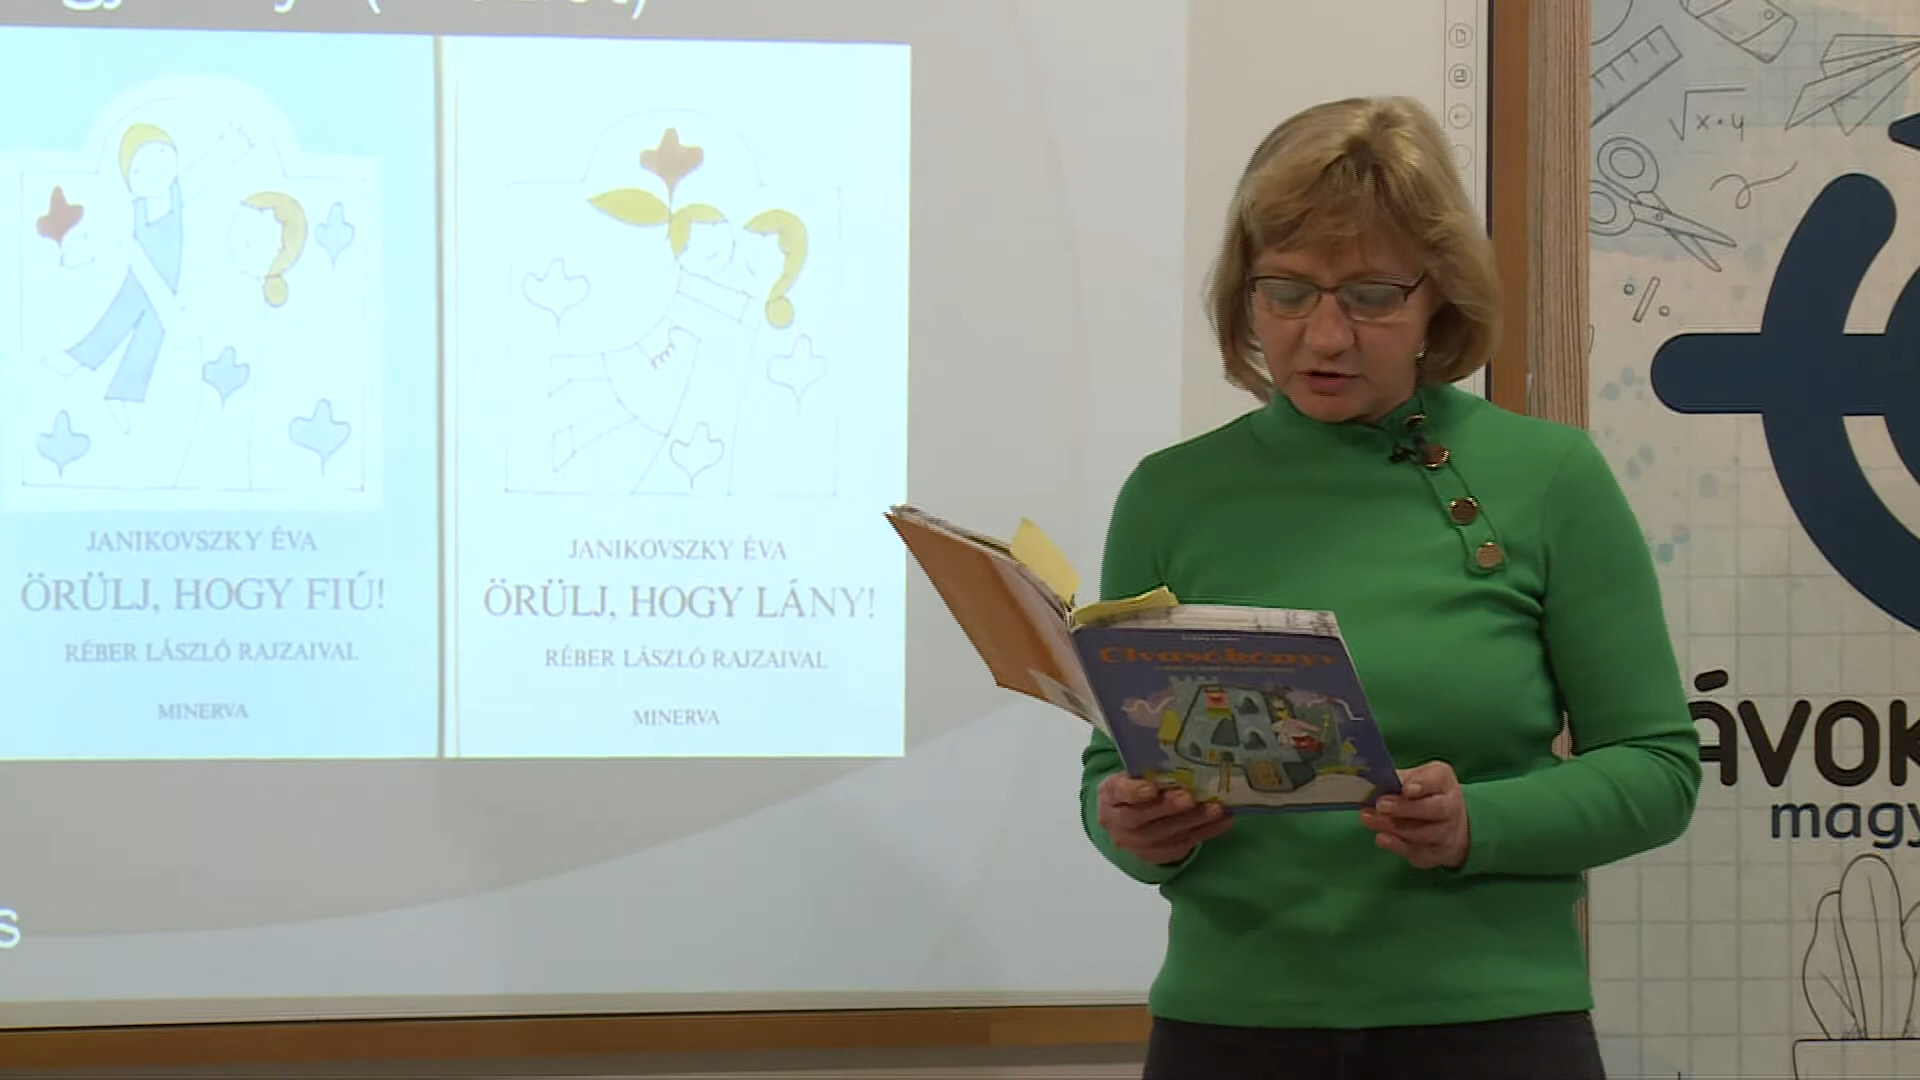 JANIKOVSZKY ÉVA
ÖRÜLJ, HOGY FIÚ!
RÉBER LÁSZLÓ RAJZAIVAL
MINERVA
JANIKOVSZKY ÉVA
ÖRÜLJ, HOGY LÁNY!
RÉBER LÁSZLÓ RAJZAIVAL
MINERVA
s
Olvasókönyv
√x+4
%
ÁVOK
magy